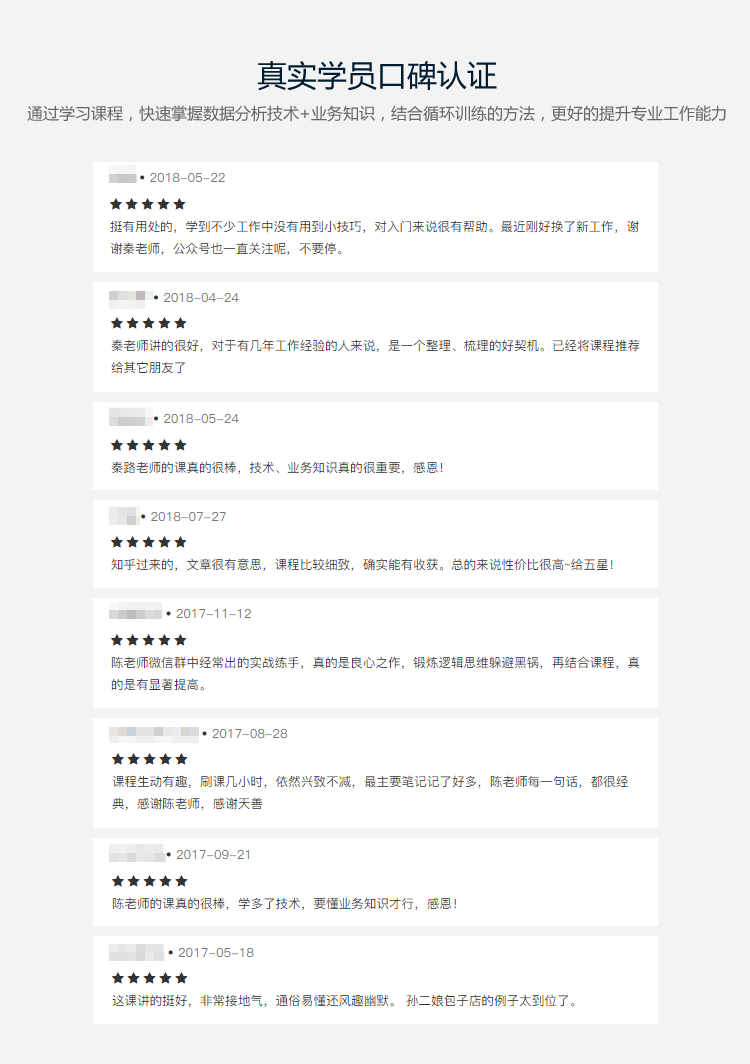 真实学员口碑认证
通过学习课程，快速掌握数据分析技术+业务知识，结合循环训练的方法，更好的提升专业工作能力
• 2018-05-22
★★★★★
挺有用处的，学到不少工作中没有用到小技巧，对入门来说很有帮助。最近刚好换了新工作，谢
谢秦老师，公众号也一直关注呢，不要停。
• 2018-04-24
★★★★★
秦老师讲的很好，对于有几年工作经验的人来说，是一个整理、梳理的好契机。已经将课程推荐
给其它朋友了
• 2018-05-24
★★★★★
秦路老师的课真的很棒，技术、业务知识真的很重要，感恩！
• 2018-07-27
★★★★★
知乎过来的，文章很有意思，课程比较细致，确实能有收获。总的来说性价比很高~给五星！
• 2017-11-12
★★★★★
陈老师微信群中经常出的实战练手，真的是良心之作，锻炼逻辑思维躲避黑锅，再结合课程，真
的是有显著提高。
• 2017-08-28
★★★★★
课程生动有趣，刷课几小时，依然兴致不减，最主要笔记记了好多，陈老师每一句话，都很经
典，感谢陈老师，感谢天善
• 2017-09-21
★★★★★
陈老师的课真的很棒，学多了技术，要懂业务知识才行，感恩！
• 2017-05-18
★★★★★
这课讲的挺好，非常接地气，通俗易懂还风趣幽默。 孙二娘包子店的例子太到位了。